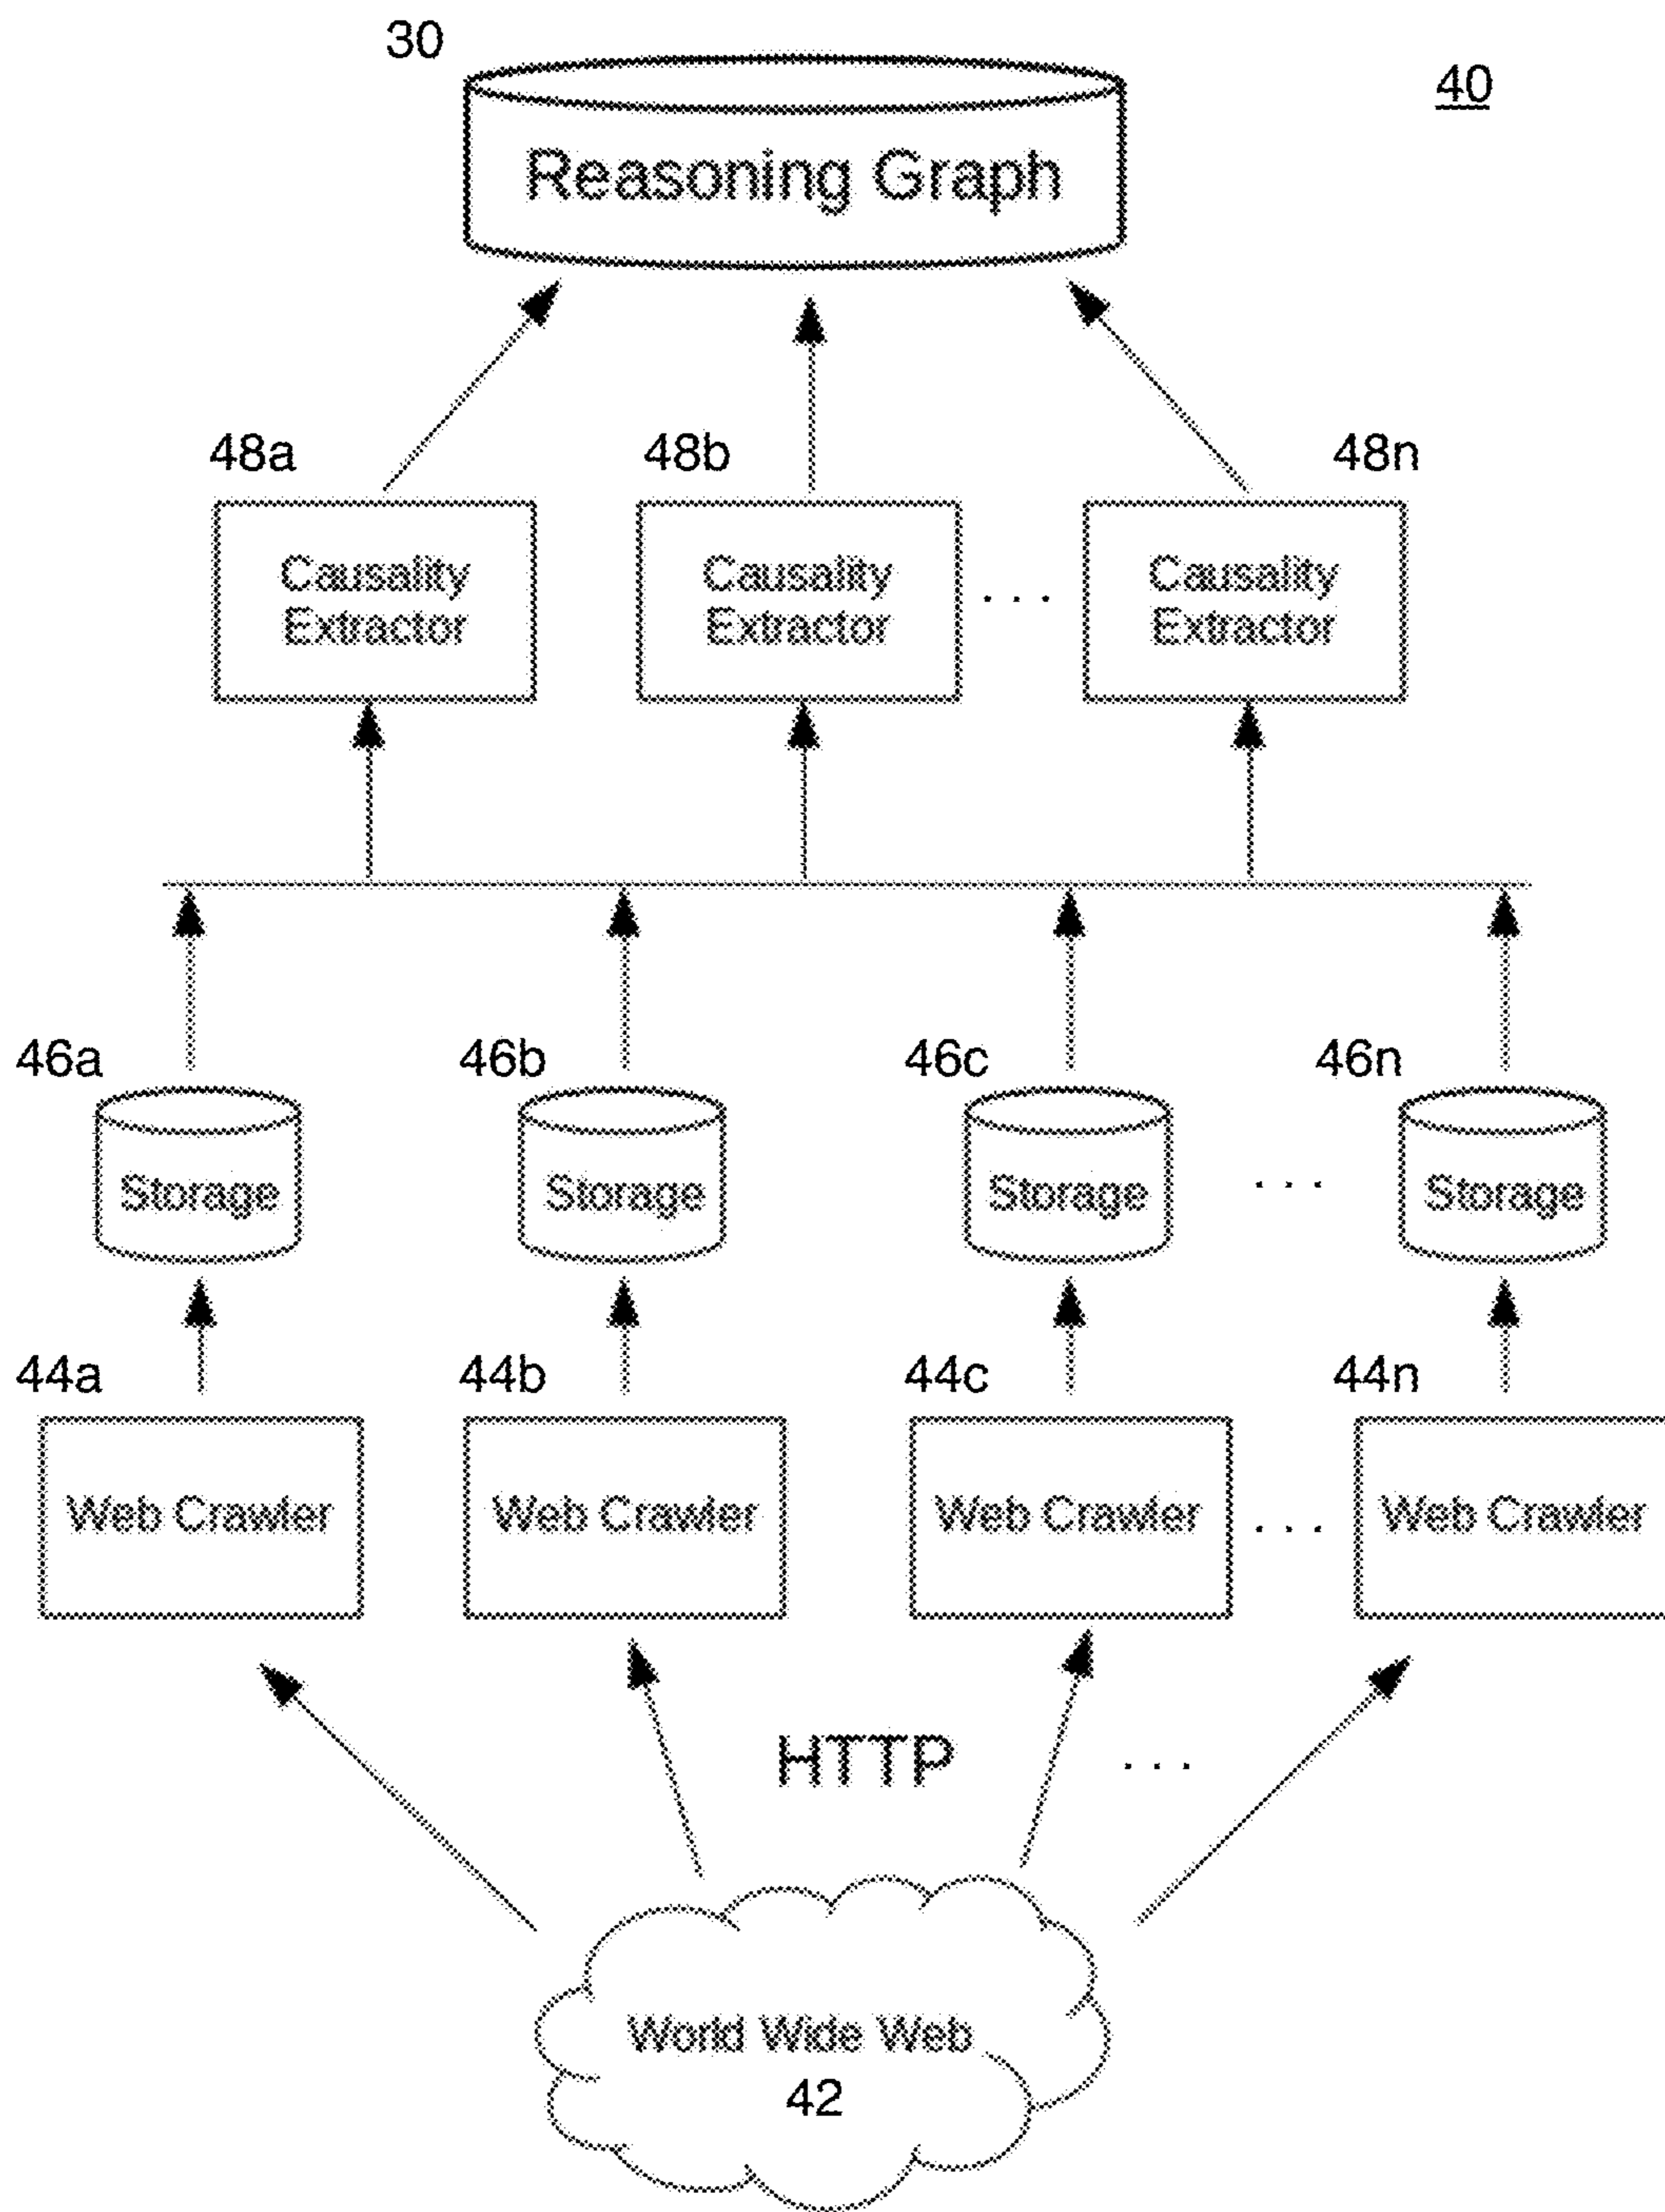 30
40
Reasoning Graph
48a
48b
48n
Causality
Extractor
Causality
Extractor
. . .
Causality
Extractor
46a
46b
46c
46n
Storage
Storage
Storage
. . .
Storage
44a
44b
44c
44n
Web Crawler
Web Crawler
Web Crawler
. . .
Web Crawler
HTTP
. . .
World Wide Web
42